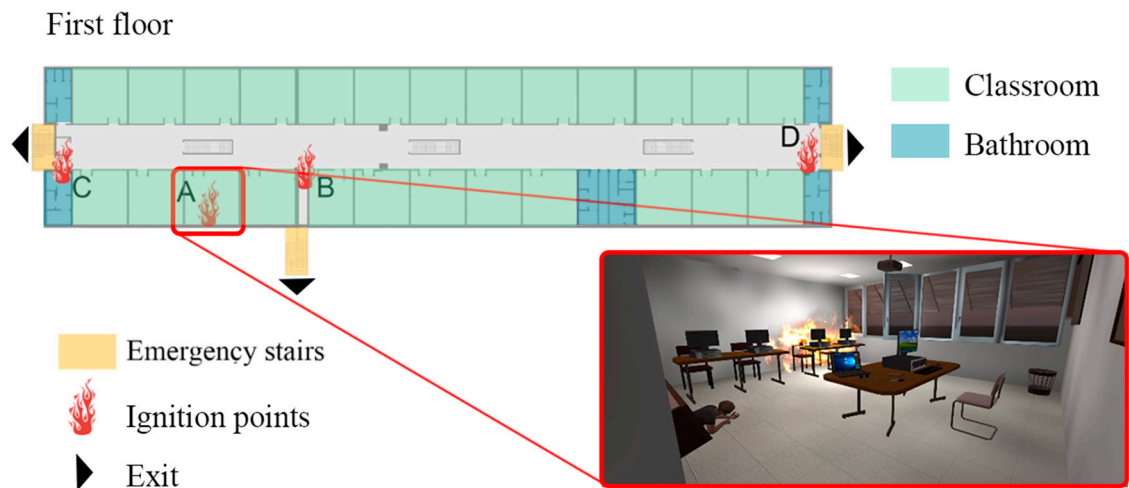 First floor
Classroom
Bathroom
D
C
A
B
Emergency stairs
Ignition points
Exit